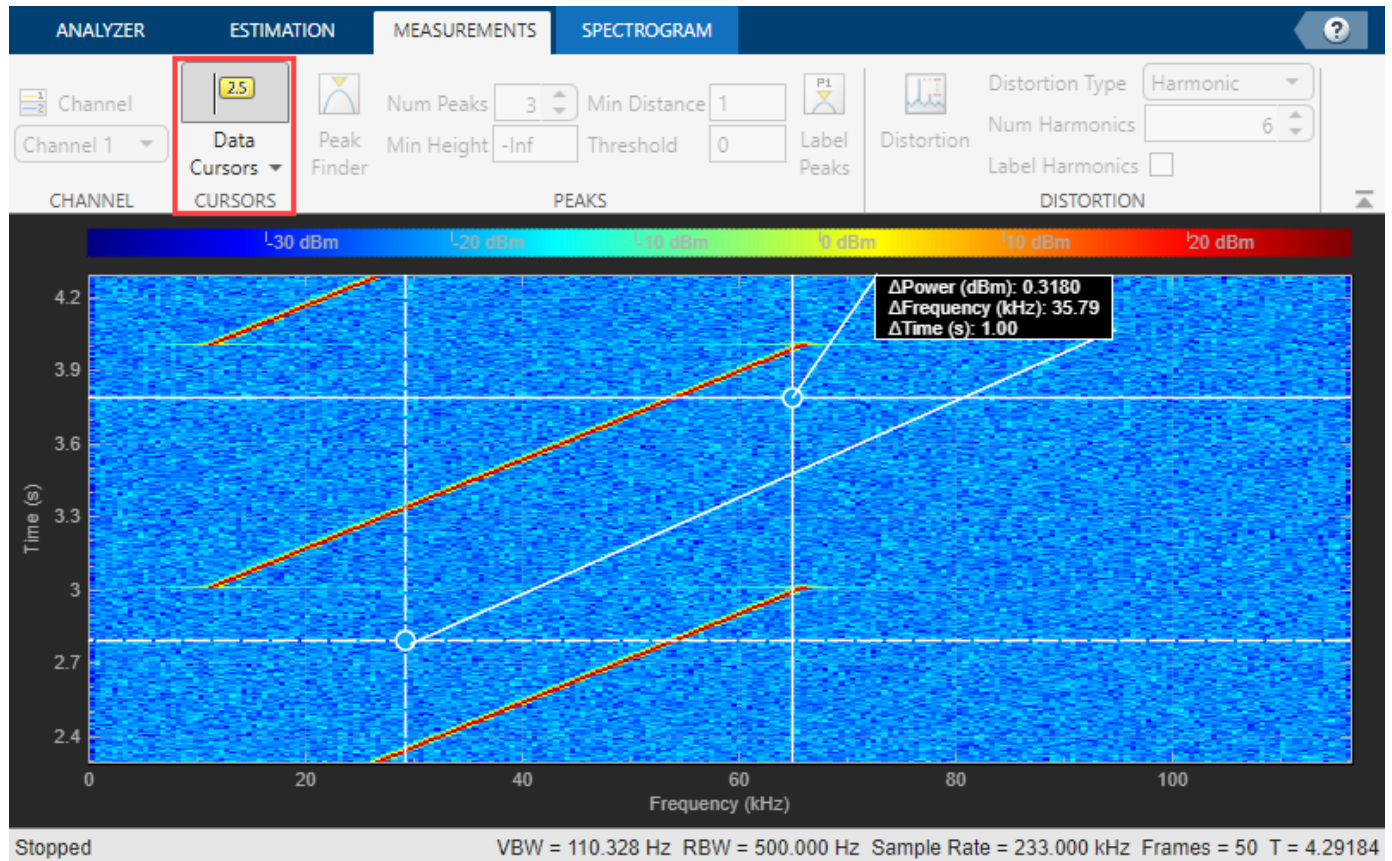 ANALYZER ESTIMATION MEASUREMENTS SPECTROGRAM ?
Channel 2.5 Num Peaks 3 Min Distance 1 P1 Distortion Type Harmonic
Channel 1 Data Cursors Peak Finder Min Height -Inf Threshold 0 Label Peaks Distortion Num Harmonics 6
Label Harmonics
CHANNEL CURSORS PEAKS DISTORTION
-30 dBm -20 dBm -10 dBm 0 dBm 10 dBm 20 dBm
ΔPower (dBm): 0.3180
ΔFrequency (kHz): 35.79
ΔTime (s): 1.00
4.2
3.9
3.6
3.3
3
2.7
2.4
Time (s)
0 20 40 60 80 100
Frequency (kHz)
Stopped VBW = 110.328 Hz RBW = 500.000 Hz Sample Rate = 233.000 kHz Frames = 50 T = 4.29184